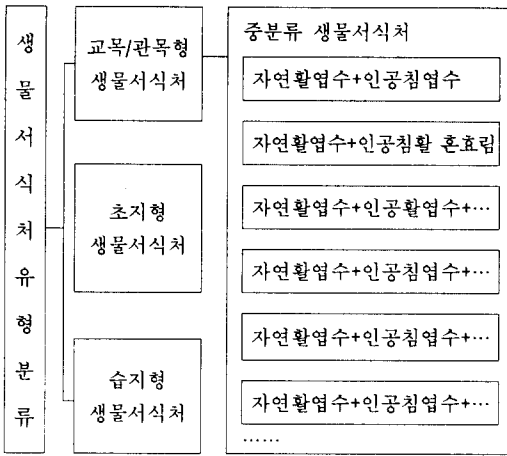 생물서식처유형분류
교목/관목형
생물서식처
초지형
생물서식처
습지형
생물서식처
중분류 생물서식처
자연활엽수+인공침엽수
자연활엽수+인공침활 혼효림
자연활엽수+인공활엽수+…
자연활엽수+인공침엽수+…
자연활엽수+인공침엽수+…
자연활엽수+인공침엽수+…
……